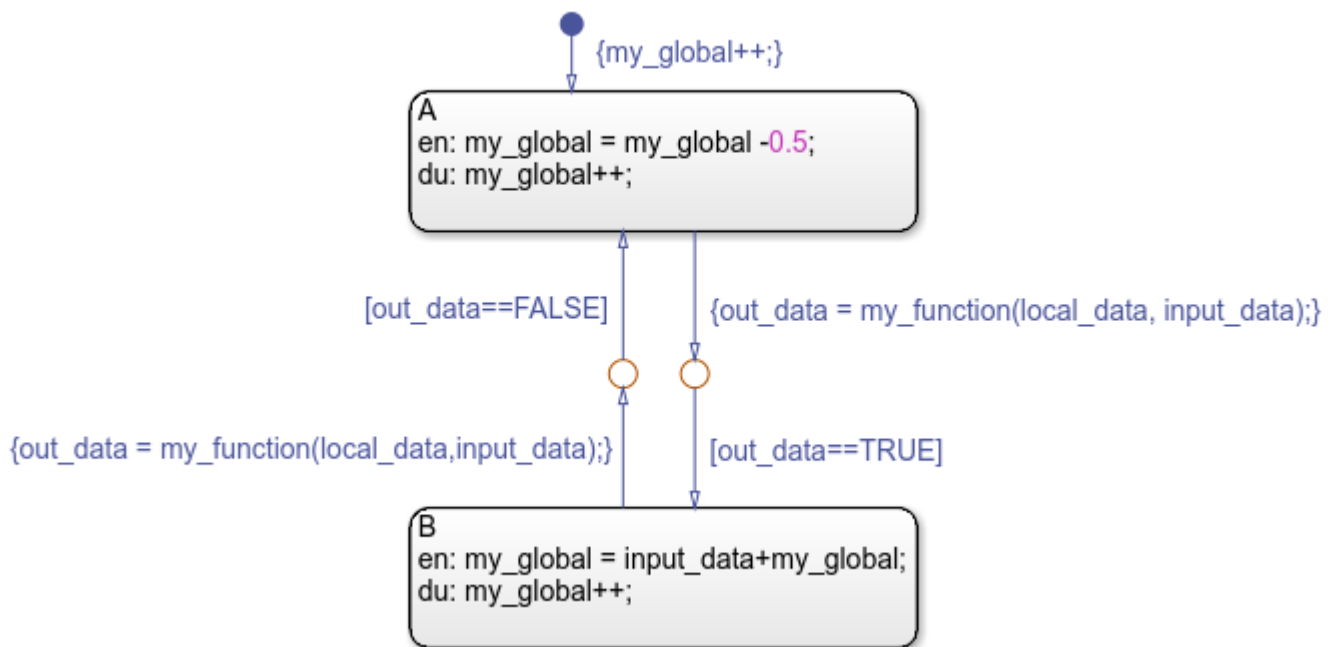 {my_global++;}
A
en: my_global = my_global -0.5;
du: my_global++;
[out_data==FALSE]
{out_data = my_function(local_data, input_data);}
{out_data = my_function(local_data,input_data);}
[out_data==TRUE]
B
en: my_global = input_data+my_global;
du: my_global++;